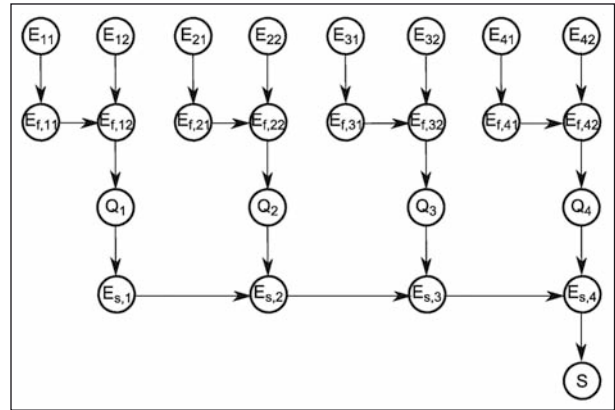 E11 E12 E21 E22 E31 E32 E41 E42
Ef,11 Ef,12 Ef,21 Ef,22 Ef,31 Ef,32 Ef,41 Ef,42
Q1 Q2 Q3 Q4
Es,1 Es,2 Es,3 Es,4
S